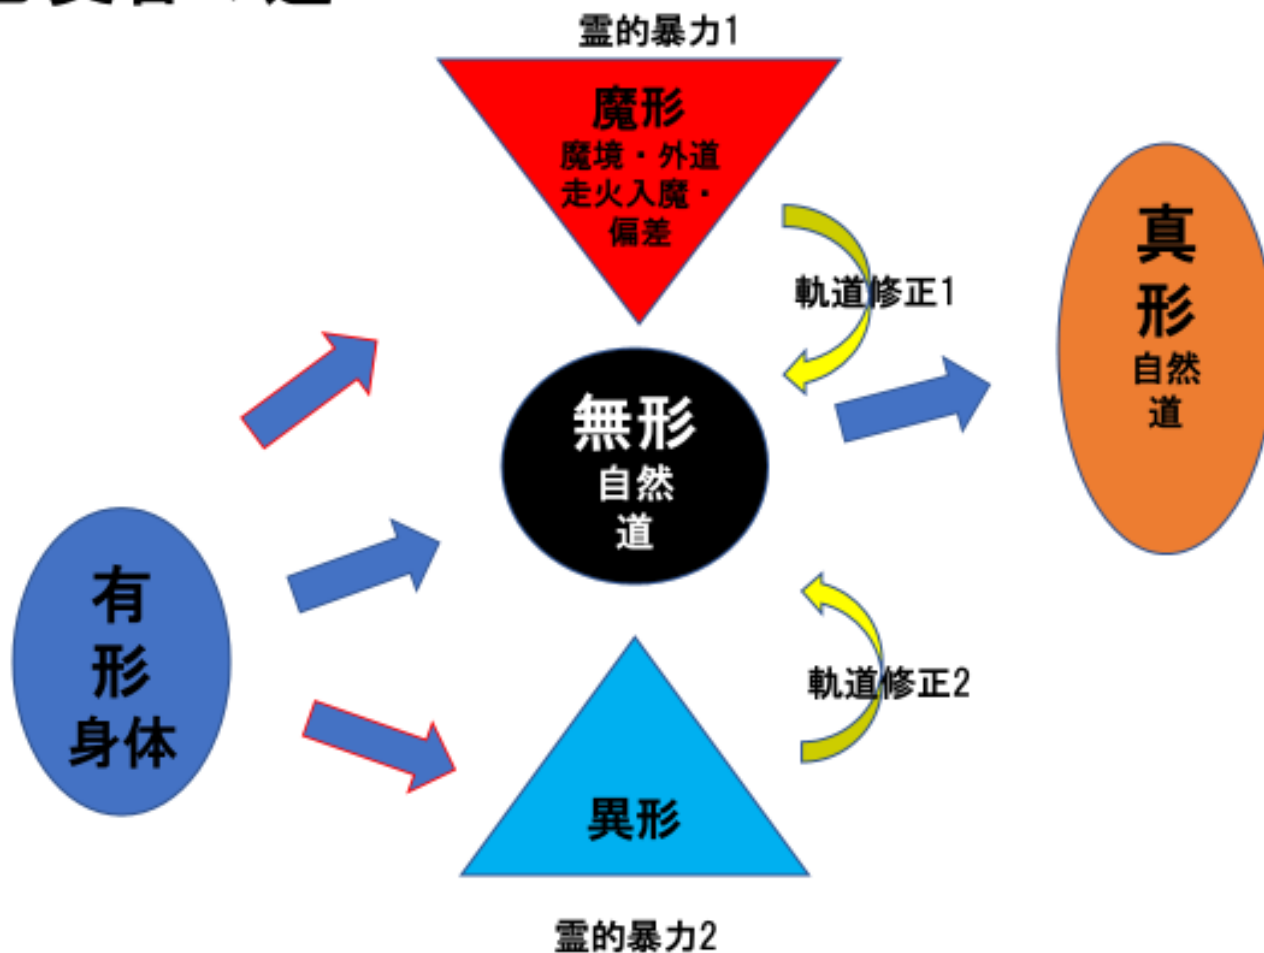 霊的暴力1
魔形
魔境・外道
走火入魔・
偏差
軌道修正1
真
形
自然
道
無形
自然
道
有
形
身体
軌道修正2
異形
霊的暴力2